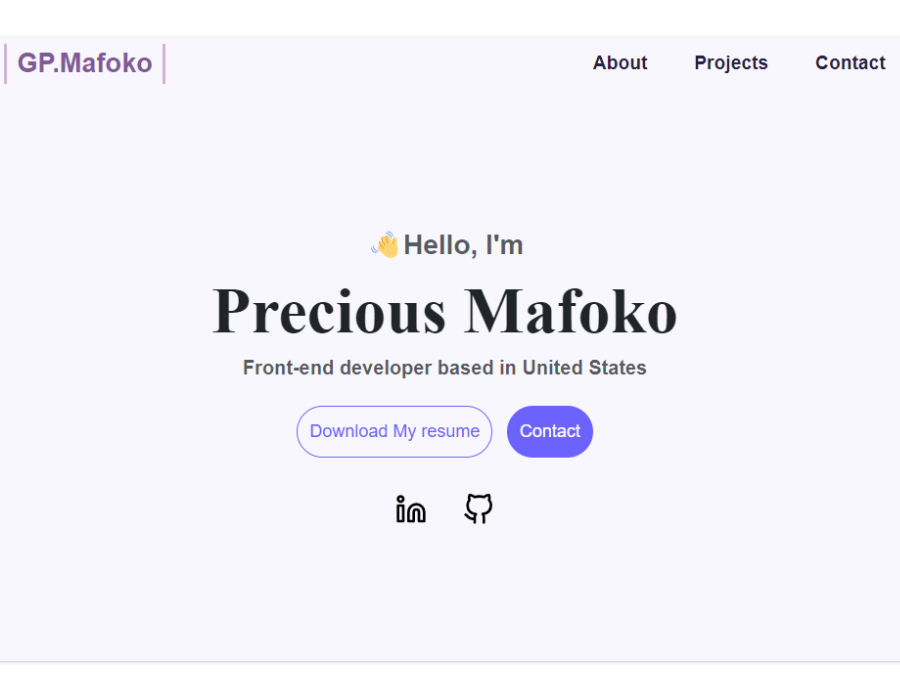 GP.Mafoko
About Projects Contact
👋Hello, I'm
Precious Mafoko
Front-end developer based in United States
Download My resume Contact